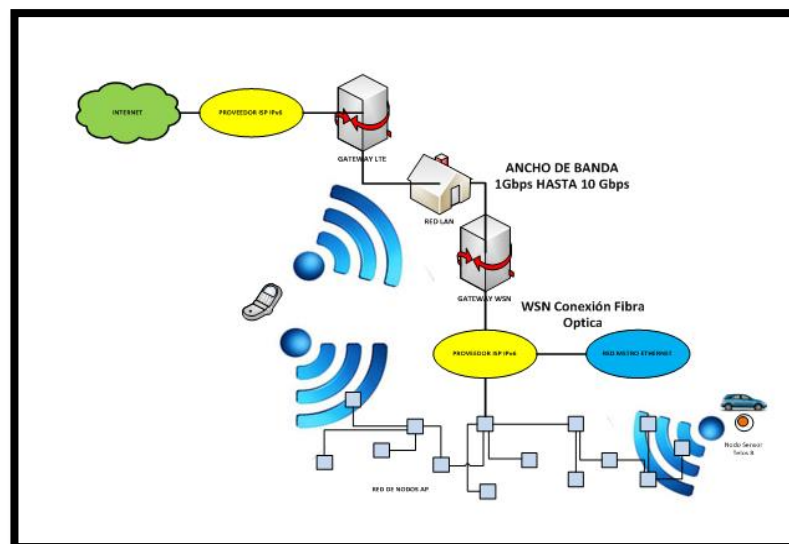 INTERNET
PROVEEDOR ISP IPv6
GATEWAY LTE
ANCHO DE BANDA
1Gbps HASTA 10 Gbps
RED LAN
GATEWAY WSN
WSN Conexión Fibra
Optica
PROVEEDOR ISP IPv6
RED METRO ETHERNET
Nodo Sensor
Telos B
RED DE NODOS AP